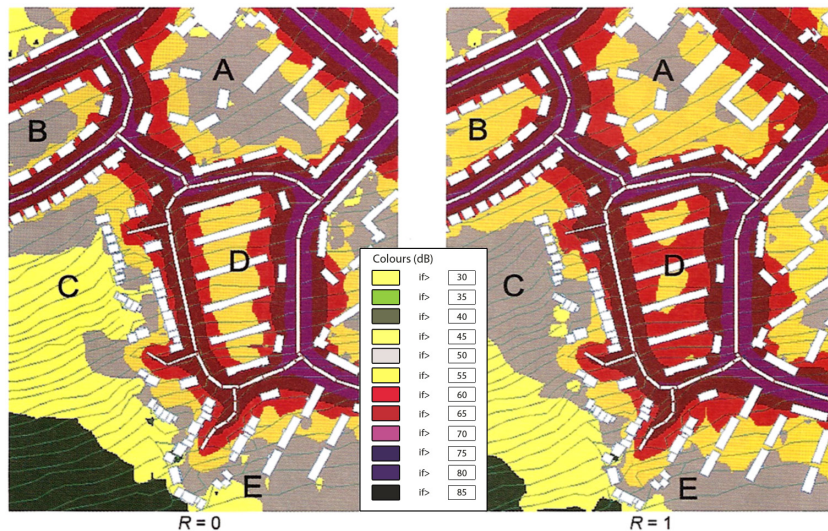 A
B
C
D
E
R = 0
Colours (dB)
if> 30
if> 35
if> 40
if> 45
if> 50
if> 55
if> 60
if> 65
if> 70
if> 75
if> 80
if> 85
A
B
C
D
E
R = 1